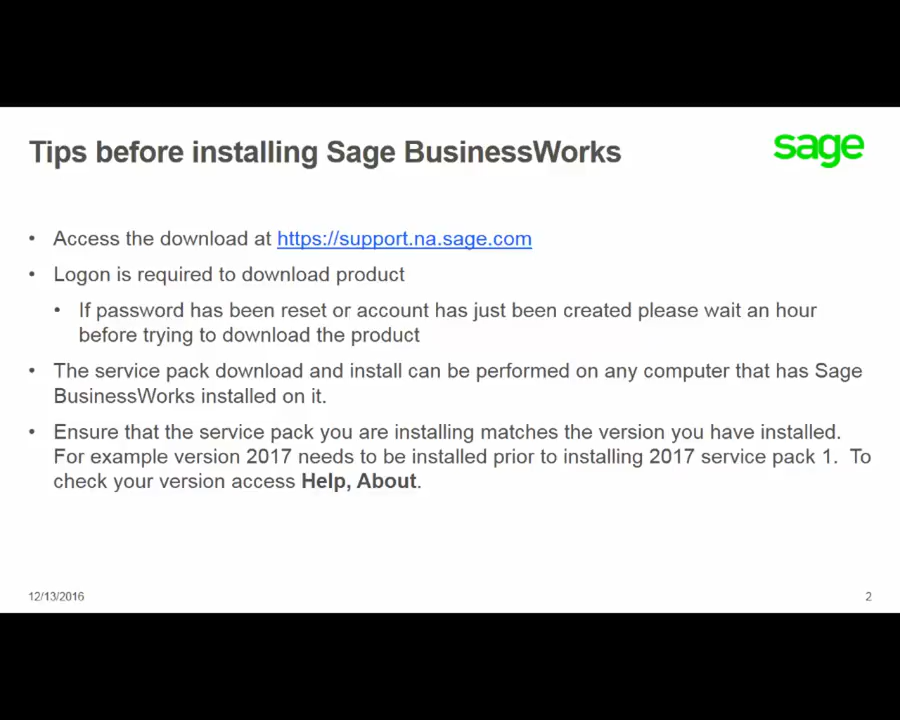 Tips before installing Sage BusinessWorks
sage
• Access the download at https://support.na.sage.com
• Logon is required to download product
• If password has been reset or account has just been created please wait an hour
before trying to download the product
• The service pack download and install can be performed on any computer that has Sage
BusinessWorks installed on it.
• Ensure that the service pack you are installing matches the version you have installed.
For example version 2017 needs to be installed prior to installing 2017 service pack 1. To
check your version access Help, About.
12/13/2016
2